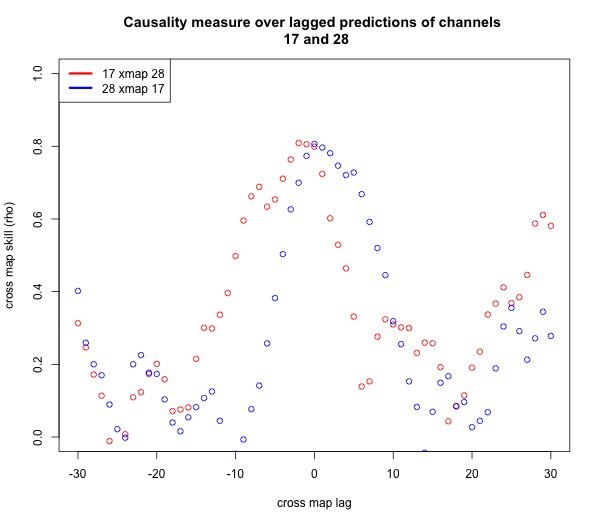 Causality measure over lagged predictions of channels
17 and 28
17 xmap 28
28 xmap 17
cross map skill (rho)
1.0
0.8
0.6
0.4
0.2
0.0
-30 -20 -10 0 10 20 30
cross map lag